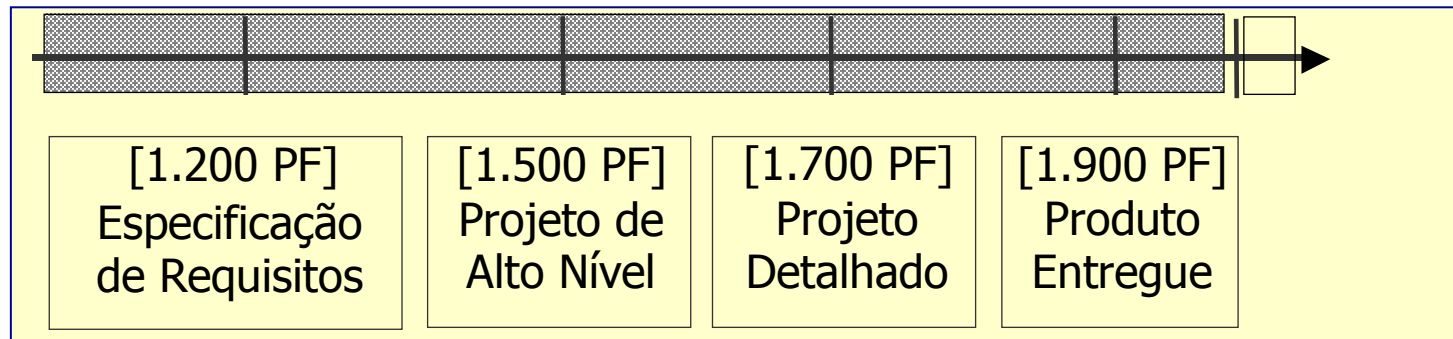 [1.200 PF]
Especificação
de Requisitos
[1.500 PF]
Projeto de
Alto Nível
[1.700 PF]
Projeto
Detalhado
[1.900 PF]
Produto
Entregue